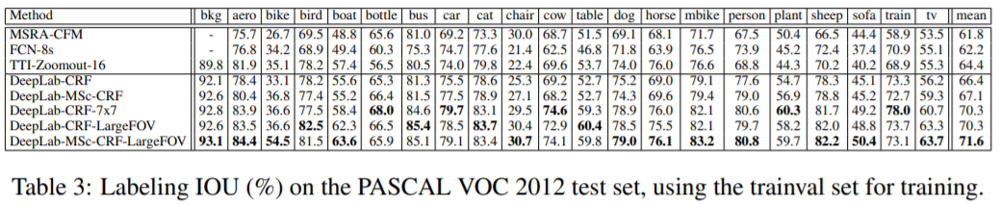 Method bkg aero bike bird boat bottle bus car cat chair cow table dog horse mbike person plant sheep sofa train tv mean
MSRA-CFM - 75.7 26.7 69.5 48.8 65.6 81.0 69.2 73.3 30.0 68.7 51.5 69.1 68.1 71.7 67.5 50.4 66.5 44.4 58.9 53.5 61.8
FCN-8s - 76.8 34.2 68.9 49.4 60.3 75.3 74.7 77.6 21.4 62.5 46.8 71.8 63.9 76.5 73.9 45.2 72.4 37.4 70.9 55.1 62.2
TTI-Zoomout-16 89.8 81.9 35.1 78.2 57.4 56.5 80.5 74.0 79.8 22.4 69.6 53.7 74.0 76.0 76.6 68.8 44.3 70.2 40.2 68.9 55.3 64.4
DeepLab-CRF 92.1 78.4 33.1 78.2 55.6 65.3 81.3 75.5 78.6 25.3 69.2 52.7 75.2 69.0 79.1 77.6 54.7 78.3 45.1 73.3 56.2 66.4
DeepLab-MSc-CRF 92.6 80.4 36.8 77.4 55.2 66.4 81.5 77.5 78.9 27.1 68.2 52.7 74.3 69.6 79.4 79.0 56.9 78.8 45.2 72.7 59.3 67.1
DeepLab-CRF-7x7 92.8 83.9 36.6 77.5 58.4 68.0 84.6 79.7 83.1 29.5 74.6 59.3 78.9 76.0 82.1 80.6 60.3 81.7 49.2 78.0 60.7 70.3
DeepLab-CRF-LargeFOV 92.6 83.5 36.6 82.5 62.3 66.5 85.4 78.5 83.7 30.4 72.9 60.4 78.5 75.5 82.1 79.7 58.2 82.0 48.8 73.7 63.3 70.3
DeepLab-MSc-CRF-LargeFOV 93.1 84.4 54.5 81.5 63.6 65.9 85.1 79.1 83.4 30.7 74.1 59.8 79.0 76.1 83.2 80.8 59.7 82.2 50.4 73.1 63.7 71.6
Table 3: Labeling IOU (%) on the PASCAL VOC 2012 test set, using the trainval set for training.